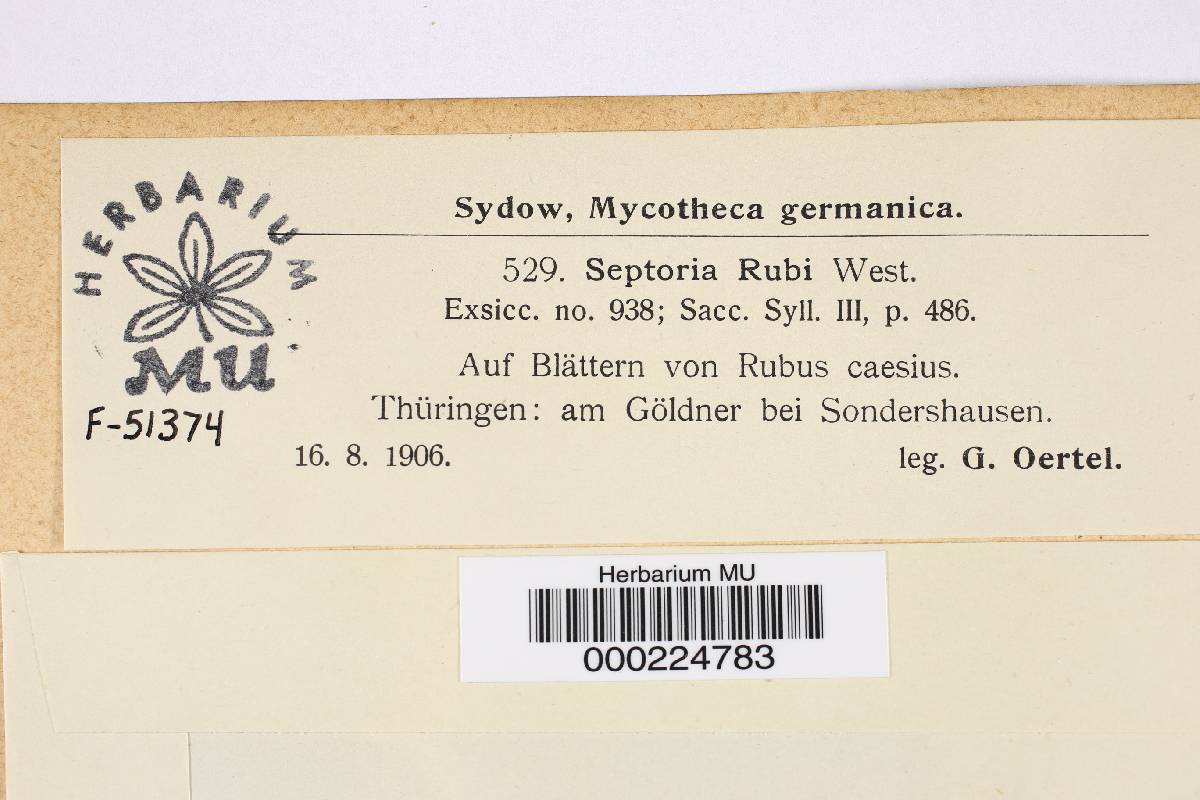 HERBARIUM
MU
F-51374
Sydow, Mycotheca germanica.
529. Septoria Rubi West.
Exsicc. no. 938; Sacc. Syll. III, p. 486.
Auf Blättern von Rubus caesius.
Thüringen: am Göldner bei Sondershausen.
16. 8. 1906. leg. G. Oertel.
Herbarium MU
000224783